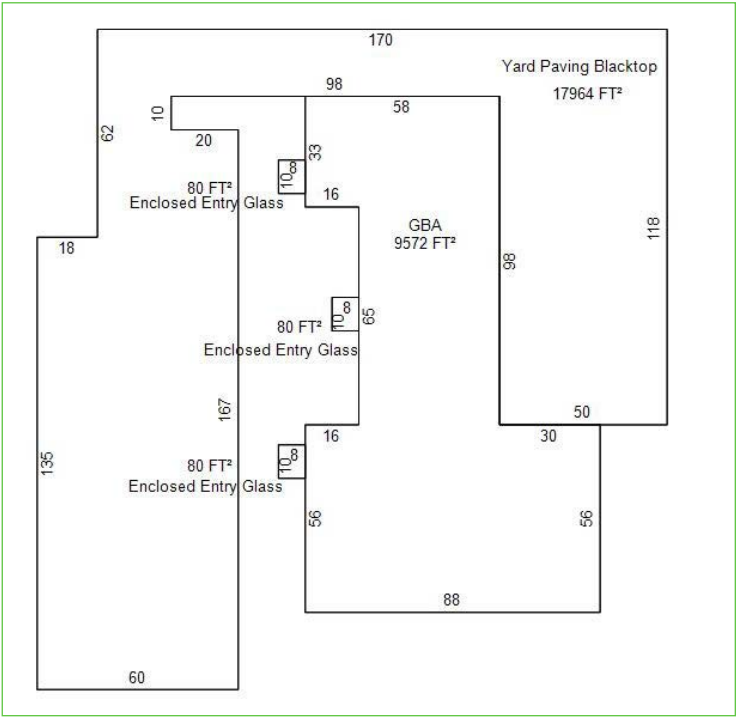 170
Yard Paving Blacktop
17964 FT²
98
58
10
20
62
33
8
10
80 FT²
Enclosed Entry Glass
16
GBA
9572 FT²
118
18
98
8
10
65
80 FT²
Enclosed Entry Glass
167
50
16
30
135
8
10
80 FT²
Enclosed Entry Glass
56
56
88
60